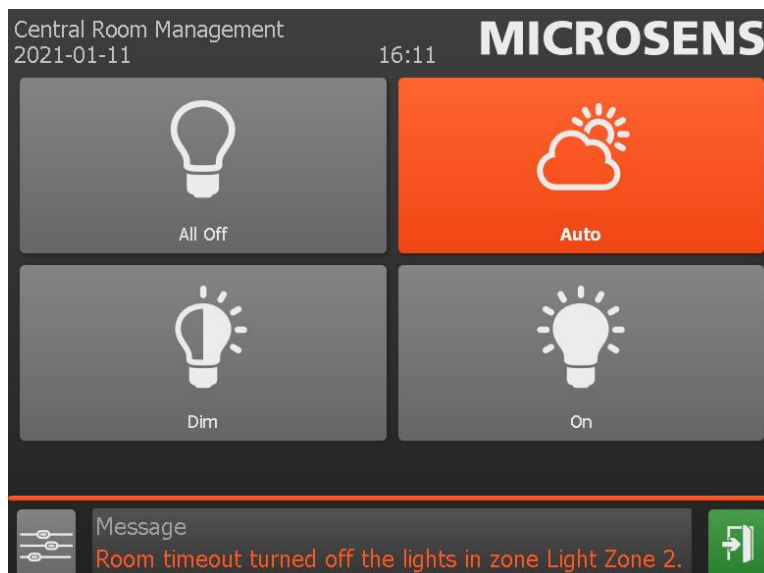 Central Room Management
2021-01-11
16:11
MICROSENS
All Off
Auto
Dim
On
Message
Room timeout turned off the lights in zone Light Zone 2.